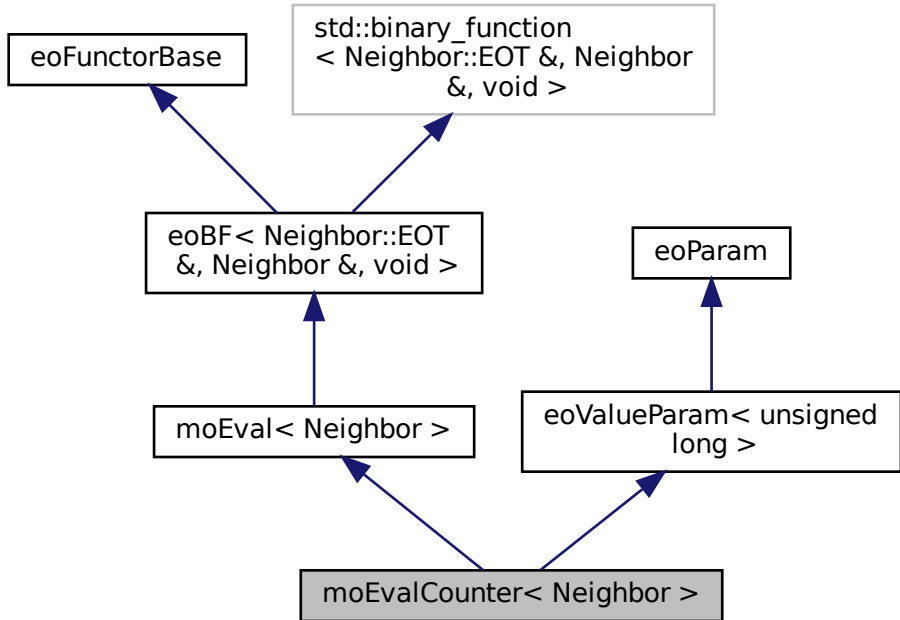 eoFunctorBase
std::binary_function
< Neighbor::EOT &, Neighbor
&, void >
eoBF< Neighbor::EOT
&, Neighbor &, void >
eoParam
moEval< Neighbor >
eoValueParam< unsigned
long >
moEvalCounter< Neighbor >